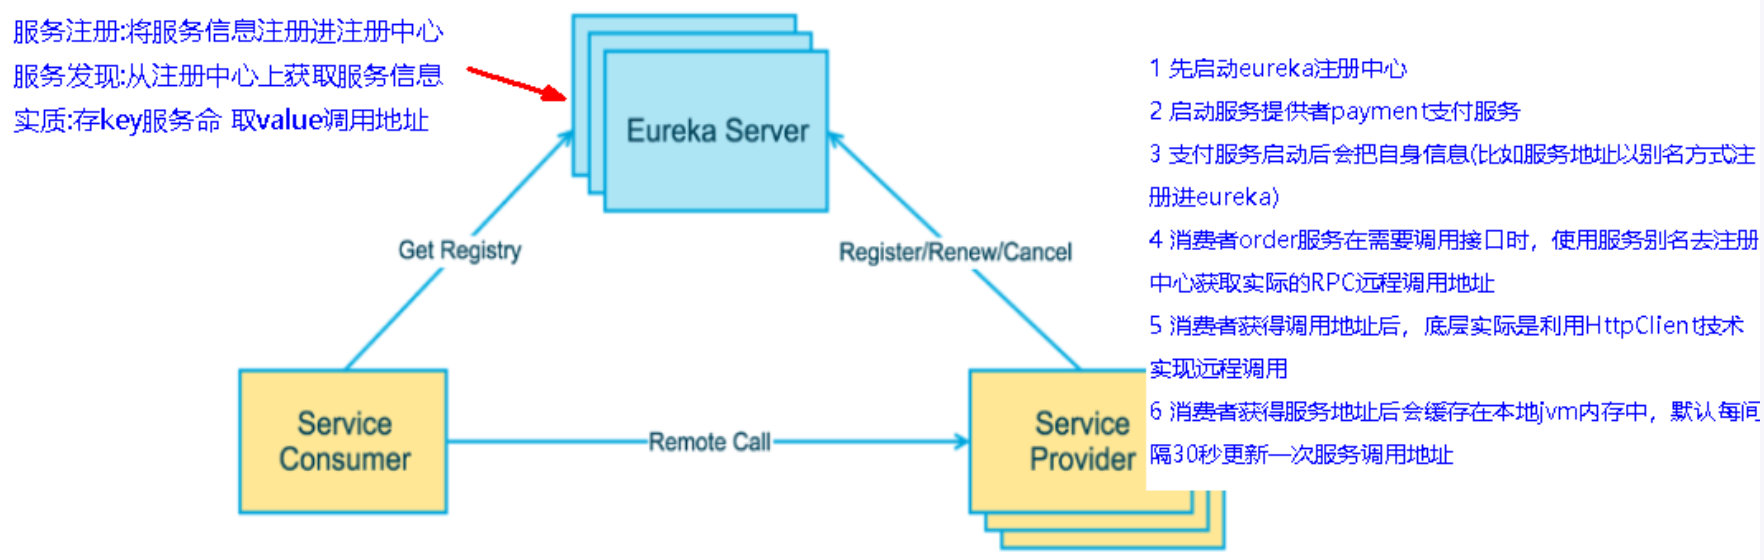 服务注册:将服务信息注册进注册中心
服务发现:从注册中心上获取服务信息
实质:存key服务命 取value调用地址
Eureka Server
Get Registry
Register/Renew/Cancel
Service
Consumer
Remote Call
Service
Provider
1 先启动eureka注册中心
2 启动服务提供者payment支付服务
3 支付服务启动后会把自身信息(比如服务地址以别名方式注
册进eureka)
4 消费者order服务在需要调用接口时，使用服务别名去注册
中心获取实际的RPC远程调用地址
5 消费者获得调用地址后，底层实际是利用HttpClient技术
实现远程调用
6 消费者获得服务地址后会缓存在本地jvm内存中，默认每间
隔30秒更新一次服务调用地址